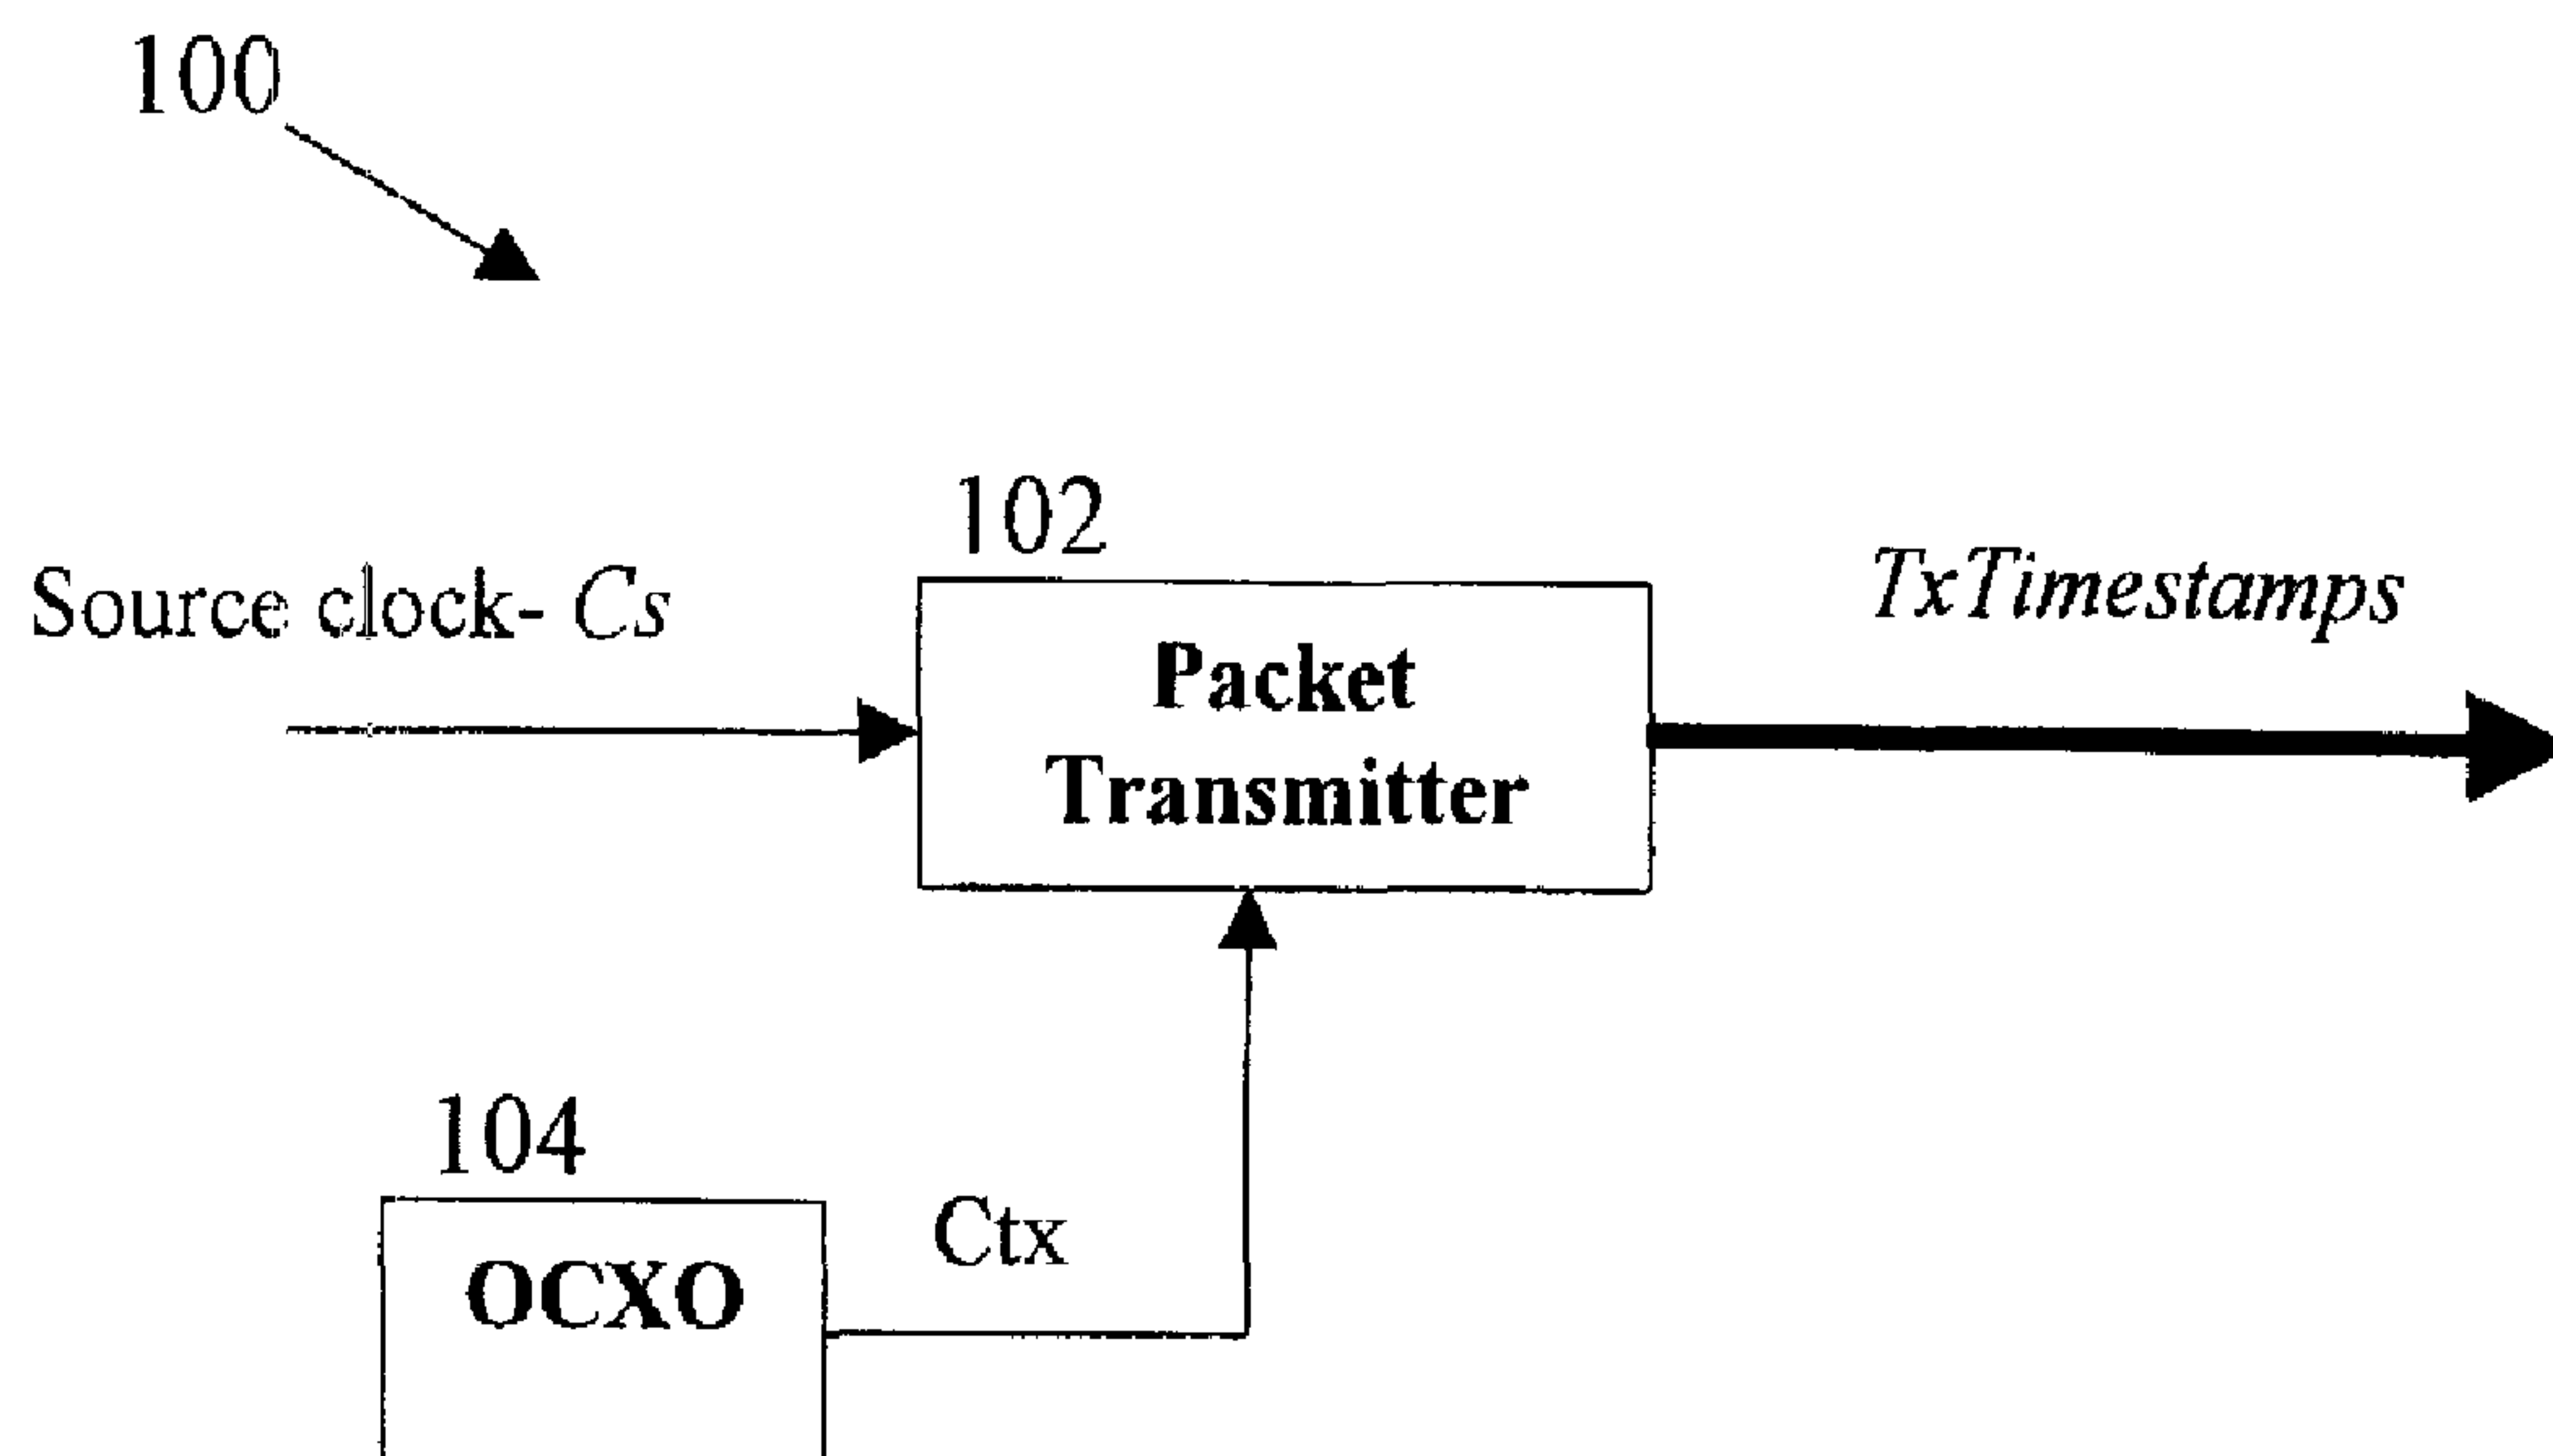 100
102
Source clock- Cs
TxTimestamps
Packet
Transmitter
104
Ctx
OCXO